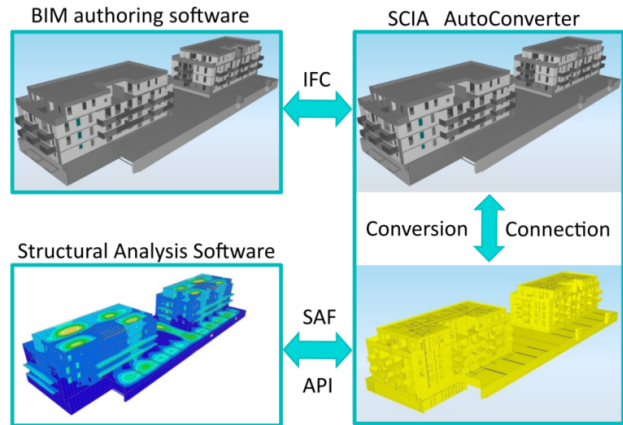 BIM authoring software
SCIA AutoConverter
IFC
Conversion
Connection
Structural Analysis Software
SAF
API